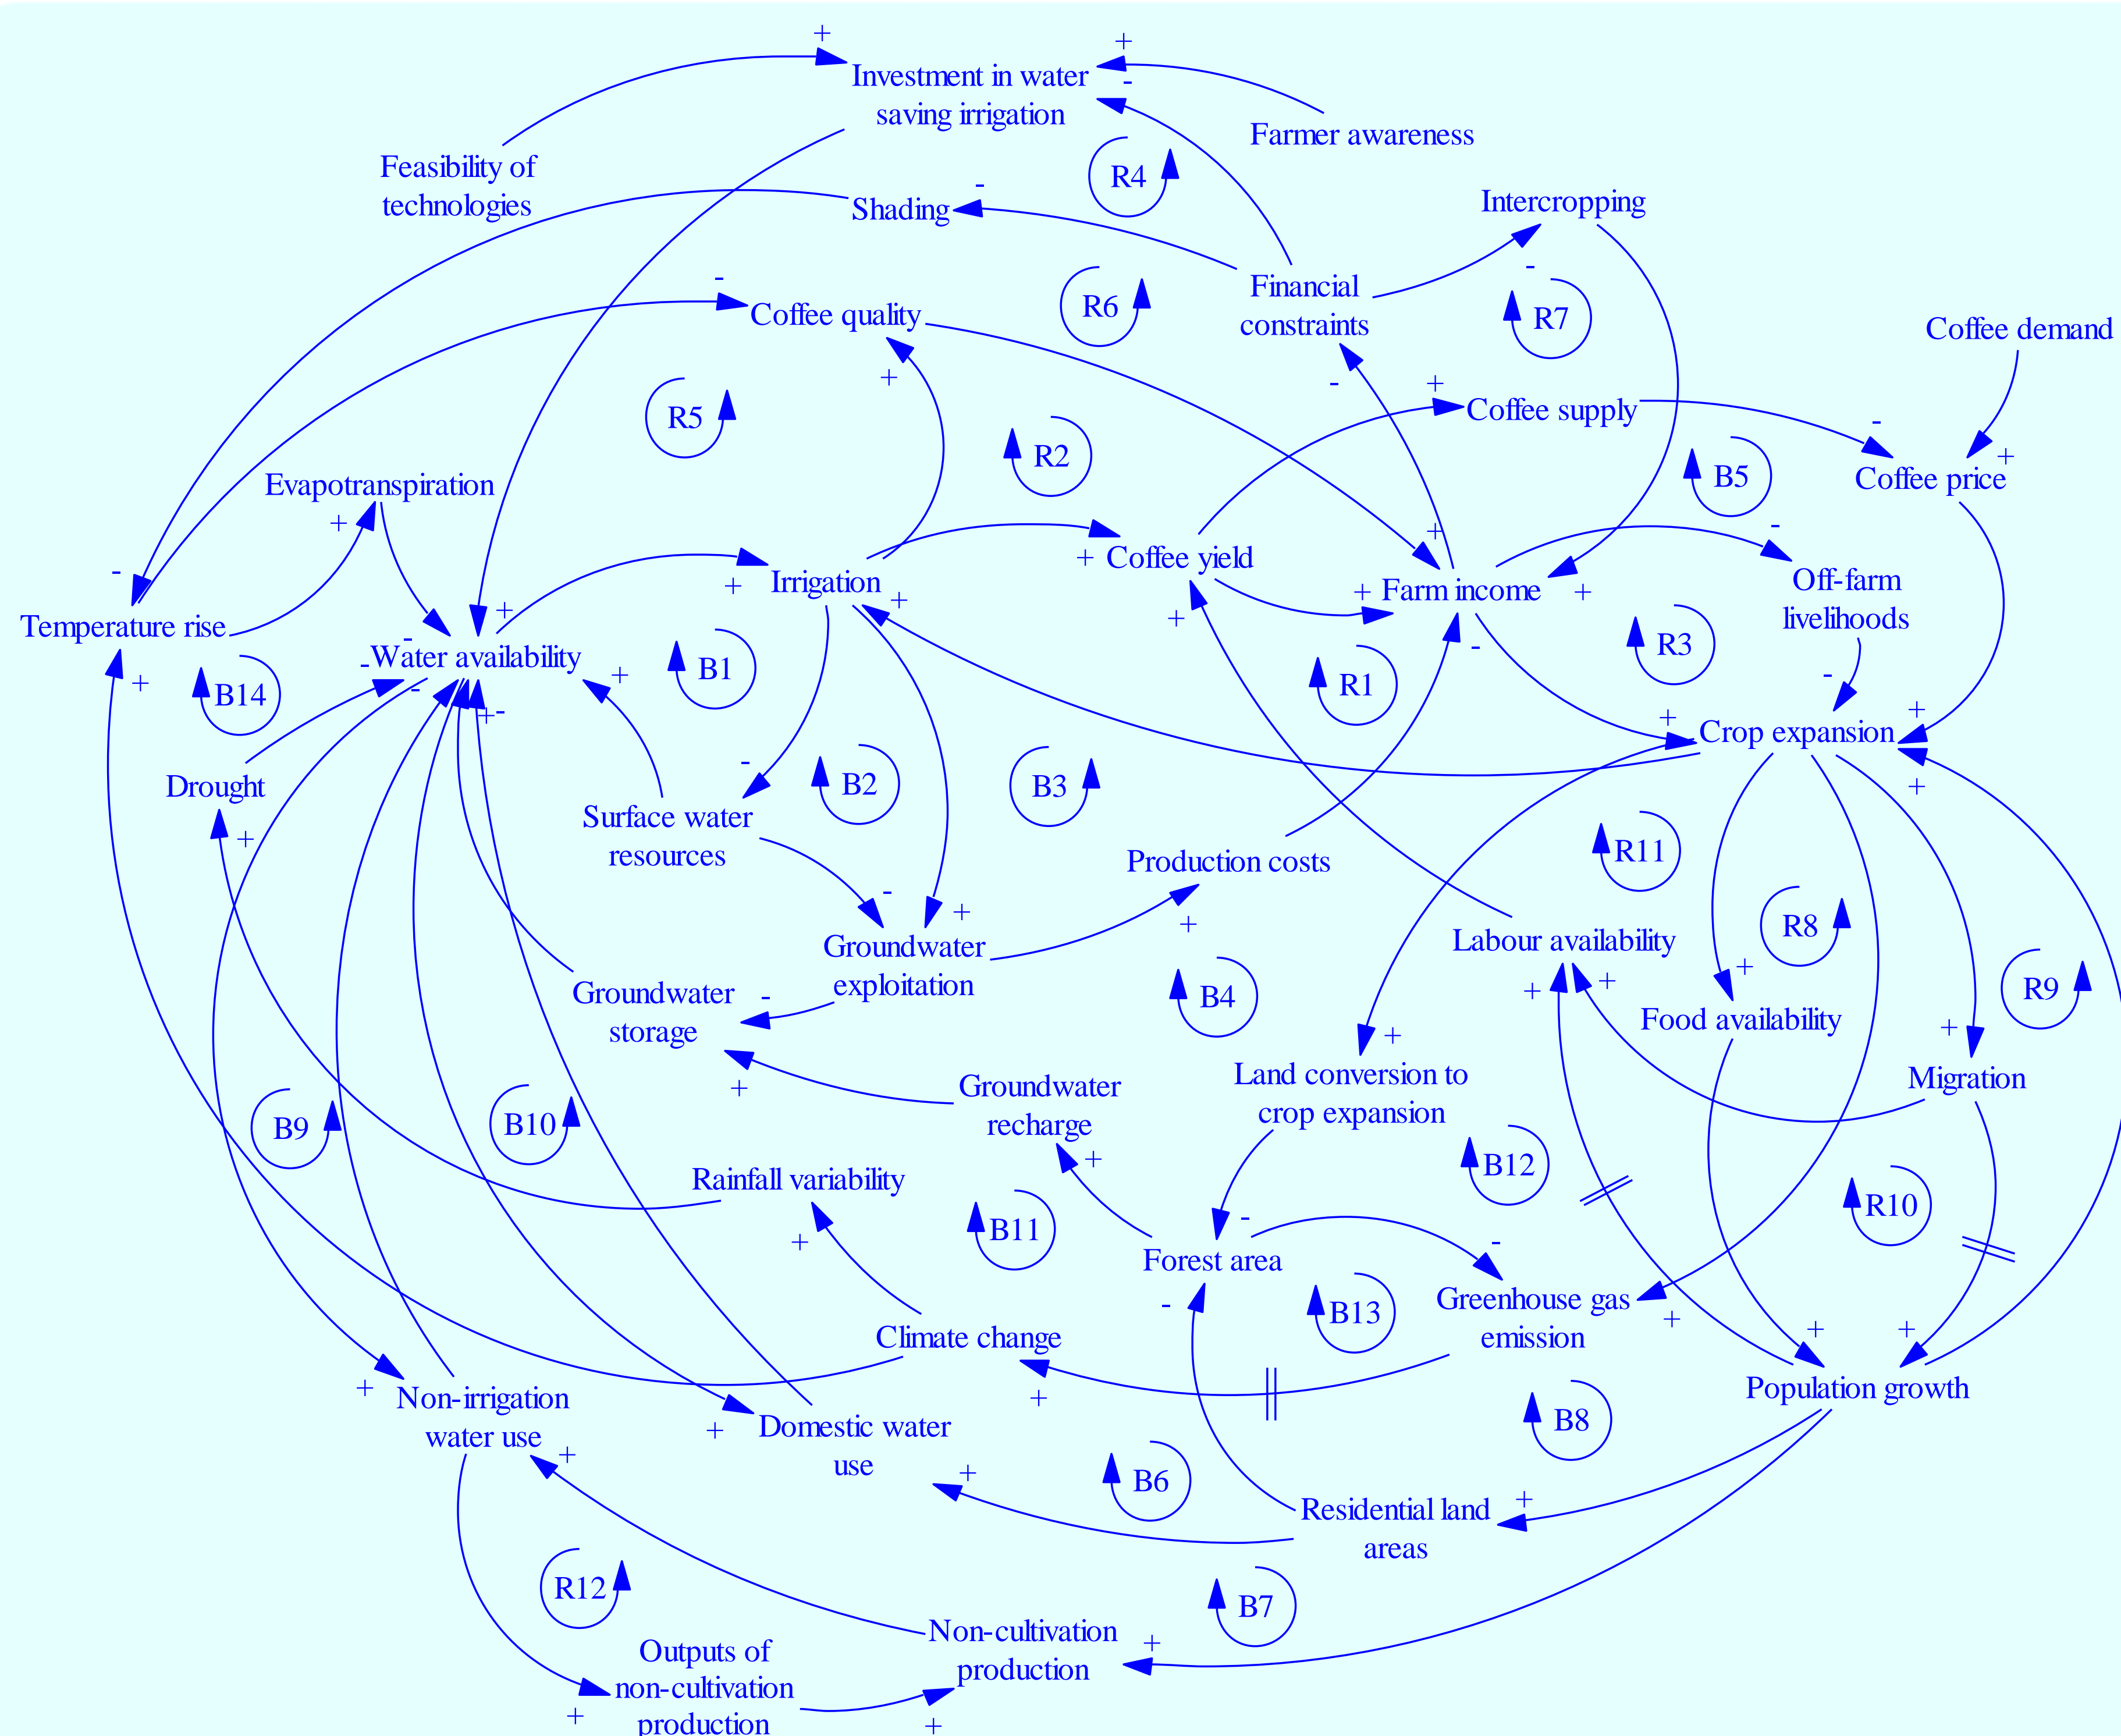 Investment in water
saving irrigation
Farmer awareness
Feasibility of
technologies
R4
Shading
Intercropping
Financial
constraints
R6
R7
Coffee quality
Coffee demand
R5
R2
Coffee supply
B5
Coffee price
Evapotranspiration
Irrigation
Coffee yield
Farm income
Off-farm
livelihoods
Temperature rise
Water availability
B14
B1
R1
R3
Crop expansion
Drought
B2
B3
Surface water
resources
Production costs
R11
R8
Labour availability
Groundwater
exploitation
Groundwater
storage
B4
Food availability
R9
Groundwater
recharge
Land conversion to
crop expansion
Migration
B9
B10
B12
Rainfall variability
B11
R10
Forest area
Greenhouse gas
emission
B13
Climate change
Non-irrigation
water use
Domestic water
use
Population growth
B8
B6
Residential land
areas
R12
B7
Non-cultivation
production
Outputs of
non-cultivation
production